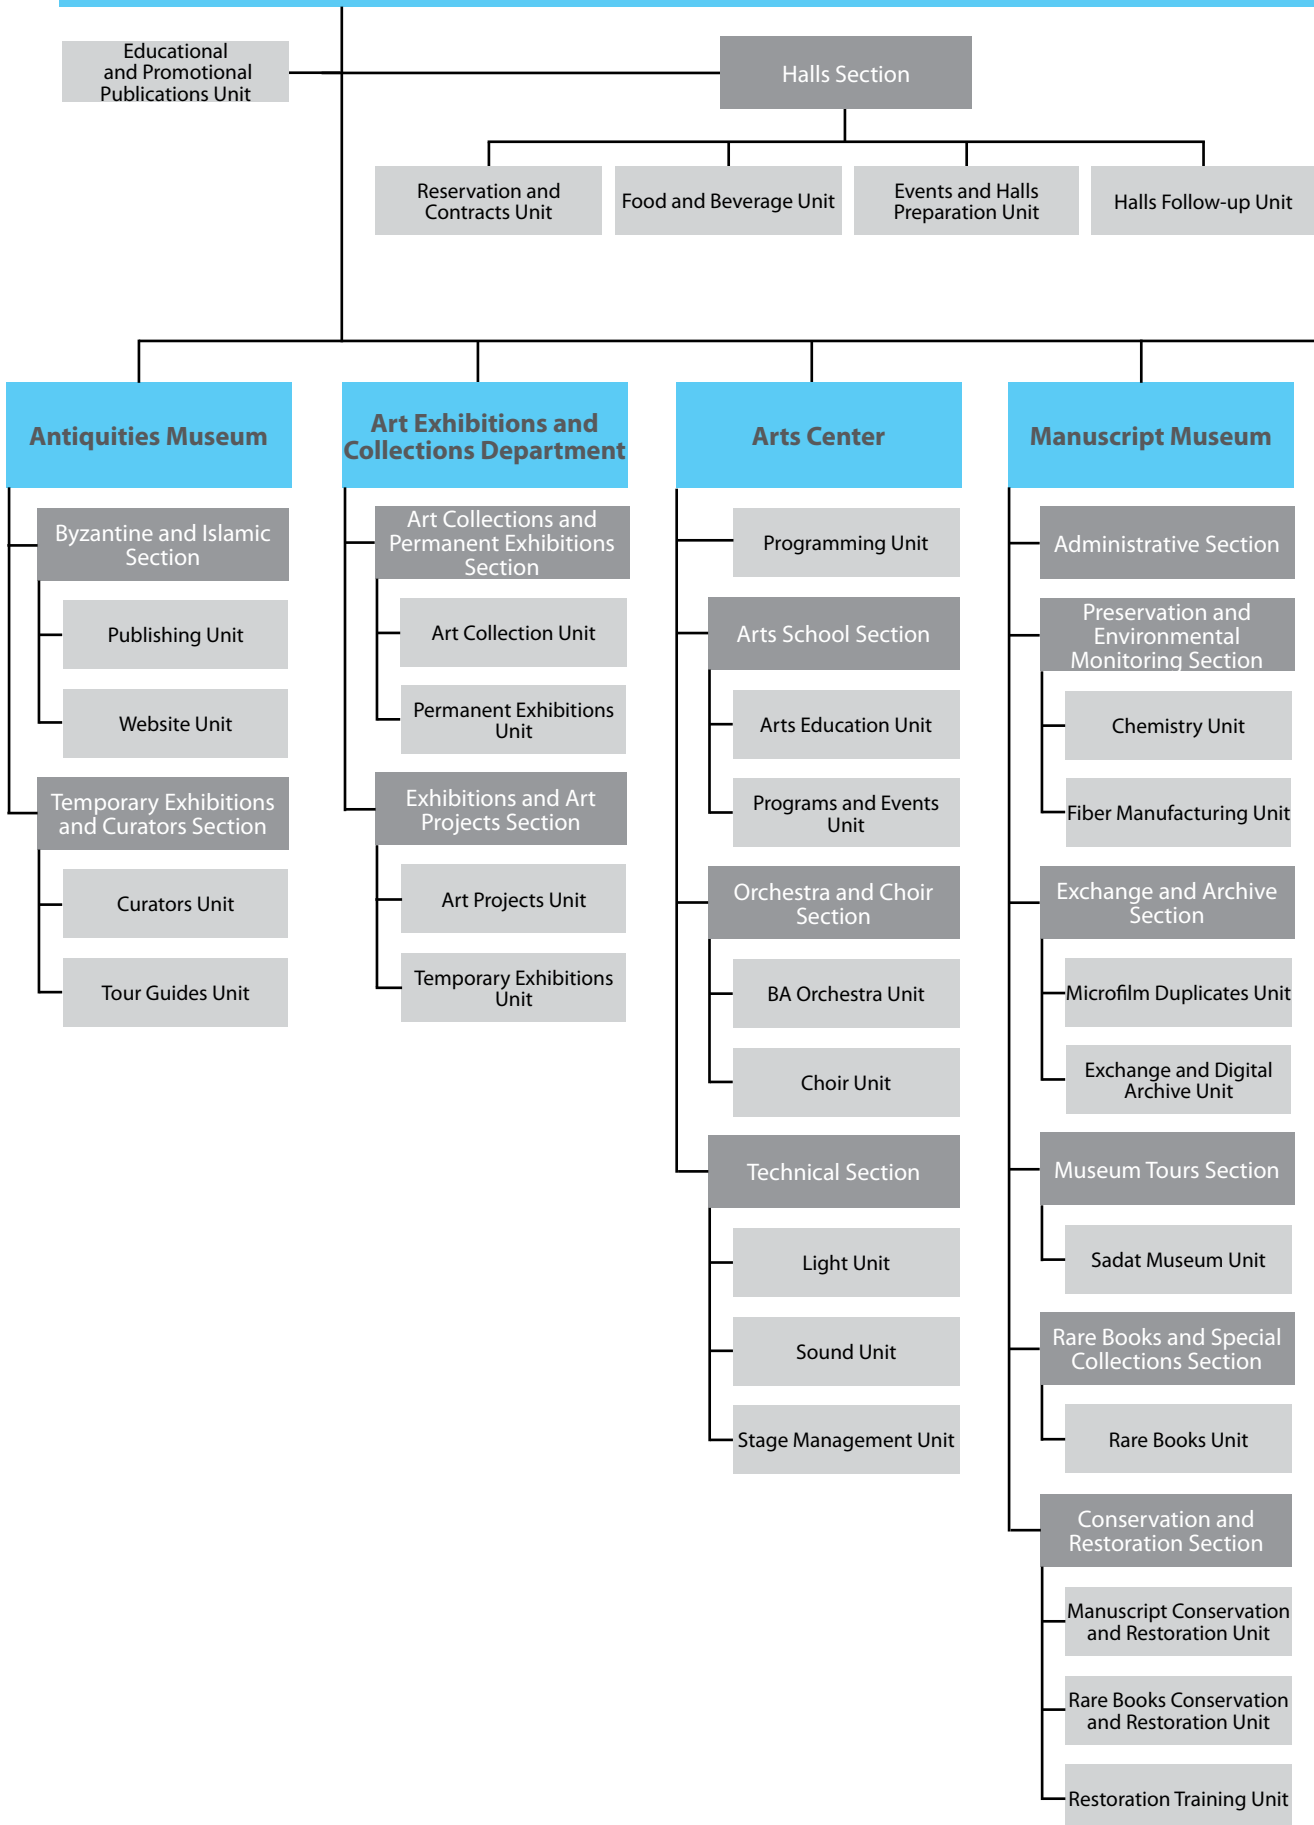 Educational
and Promotional
Publications Unit
Halls Section
Reservation and
Contracts Unit
Food and Beverage Unit
Events and Halls
Preparation Unit
Halls Follow-up Unit
Antiquities Museum
Byzantine and Islamic
Section
Publishing Unit
Website Unit
Temporary Exhibitions
and Curators Section
Curators Unit
Tour Guides Unit
Art Exhibitions and
Collections Department
Art Collections and
Permanent Exhibitions
Section
Art Collection Unit
Permanent Exhibitions
Unit
Exhibitions and Art
Projects Section
Art Projects Unit
Temporary Exhibitions
Unit
Arts Center
Programming Unit
Arts School Section
Arts Education Unit
Programs and Events
Unit
Orchestra and Choir
Section
BA Orchestra Unit
Choir Unit
Technical Section
Light Unit
Sound Unit
Stage Management Unit
Manuscript Museum
Administrative Section
Preservation and
Environmental
Monitoring Section
Chemistry Unit
Fiber Manufacturing Unit
Exchange and Archive
Section
Microfilm Duplicates Unit
Exchange and Digital
Archive Unit
Museum Tours Section
Sadat Museum Unit
Rare Books and Special
Collections Section
Rare Books Unit
Conservation and
Restoration Section
Manuscript Conservation
and Restoration Unit
Rare Books Conservation
and Restoration Unit
Restoration Training Unit